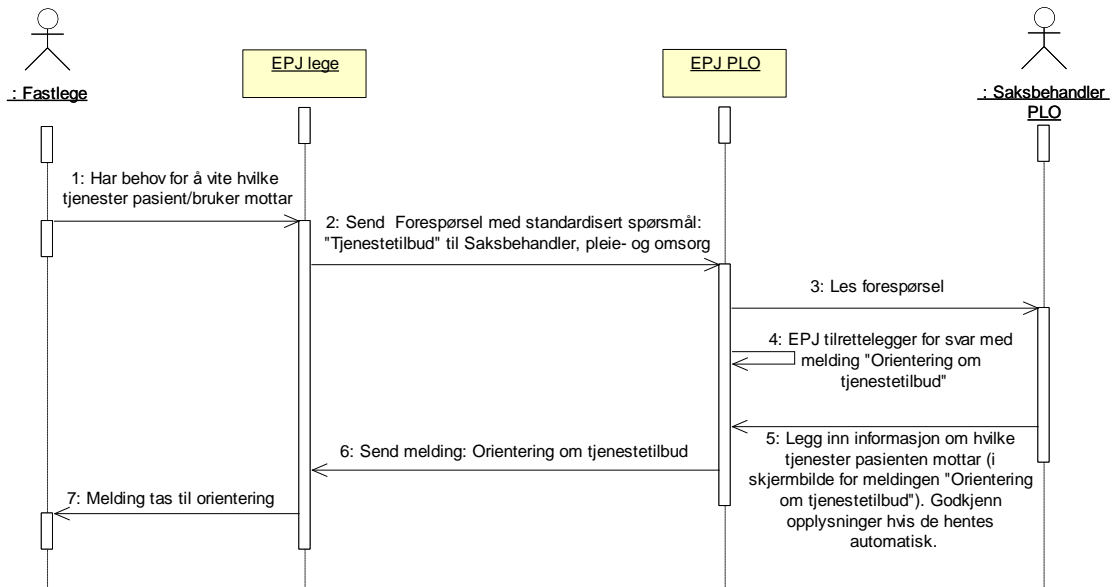 : Fastlege
EPJ lege
EPJ PLO
: Saksbehandler
PLO
1: Har behov for å vite hvilke
tjenester pasient/bruker mottar
2: Send Forespørsel med standardisert spørsmål:
"Tjenestetilbud" til Saksbehandler, pleie- og omsorg
3: Les forespørsel
4: EPJ tilrettelegger for svar med
melding "Orientering om
tjenestetilbud"
5: Legg inn informasjon om hvilke
tjenester pasienten mottar (i
skjermbilde for meldingen "Orientering
om tjenestetilbud"). Godkjenn
opplysninger hvis de hentes
automatisk.
6: Send melding: Orientering om tjenestetilbud
7: Melding tas til orientering